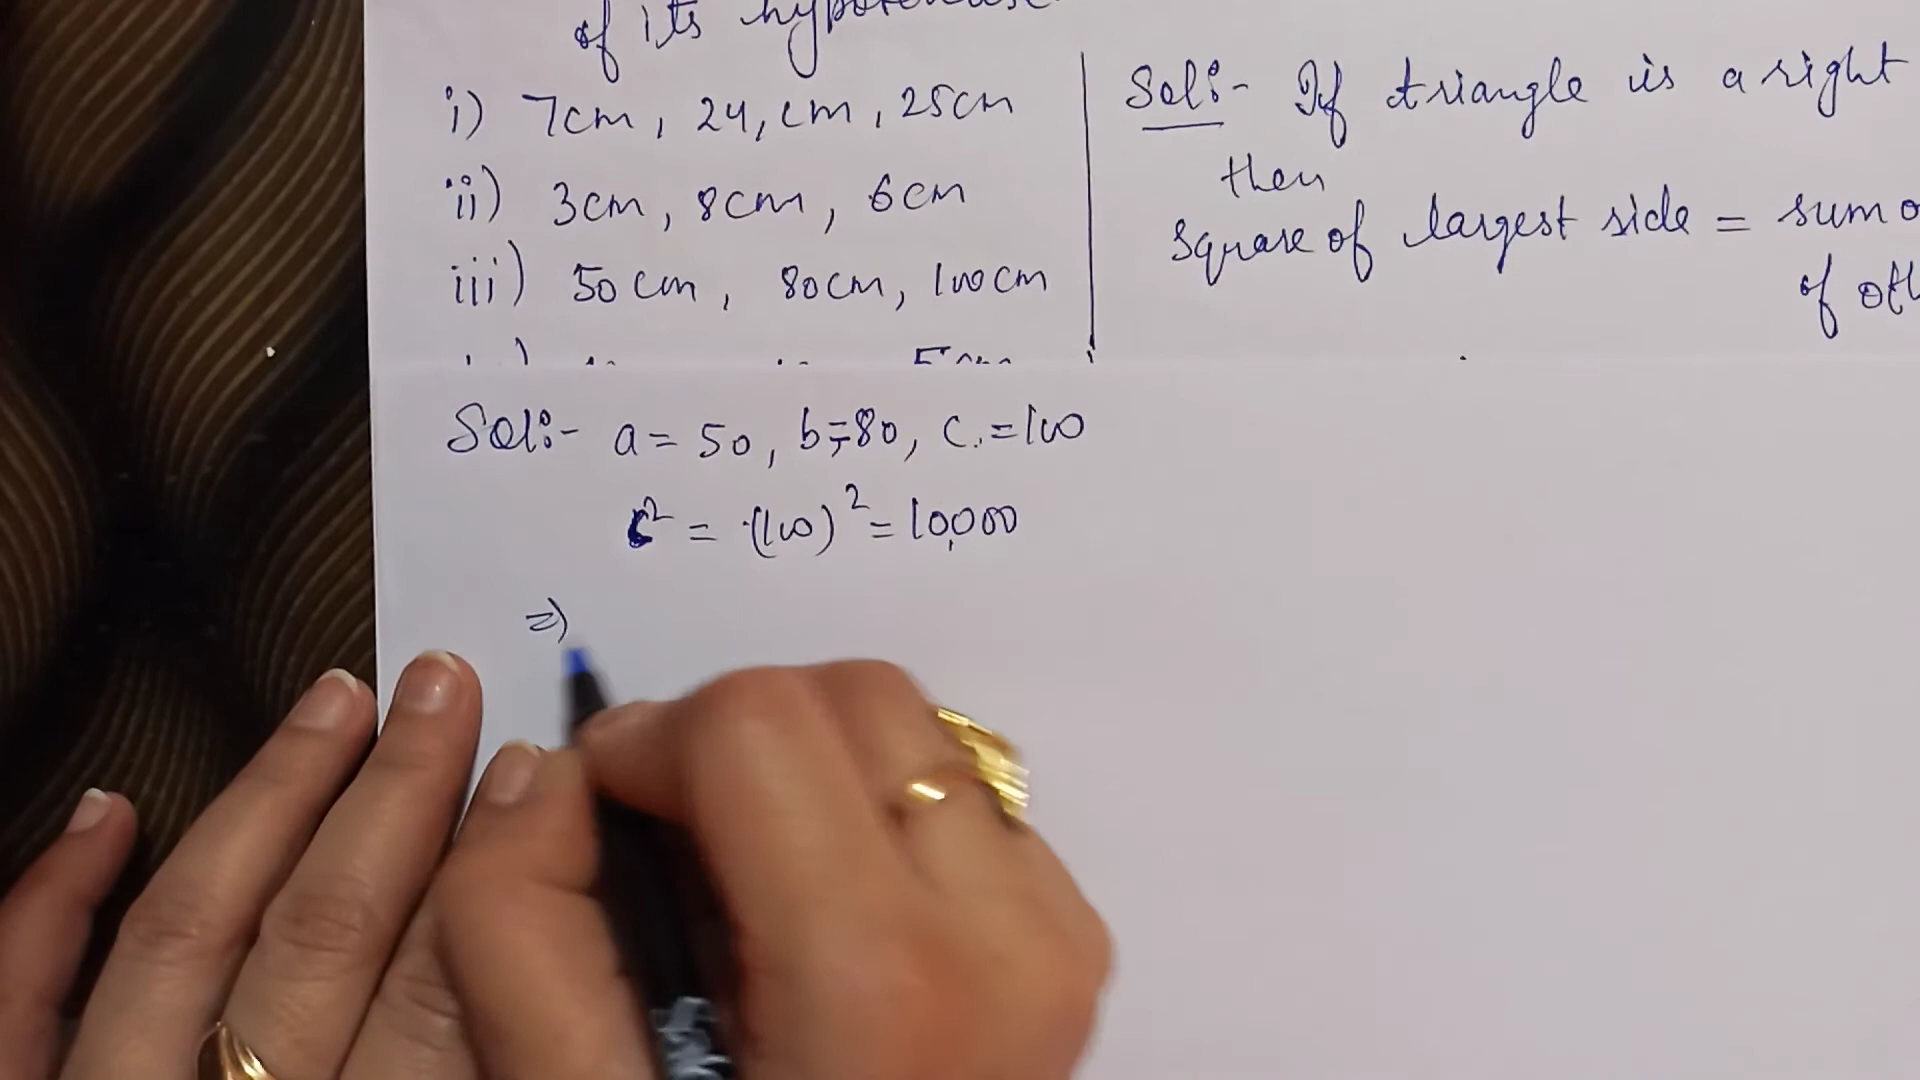 of its
i) 7cm, 24, cm, 25cm
ii) 3cm, 8cm, 6cm
iii) 50cm, 80cm, 100cm
Sol:- If triangle is a right
then
square of largest side = sum
of
Sol:- a = 50, b = 80, c. = 100
c² = (100)² = 10,000
⇒